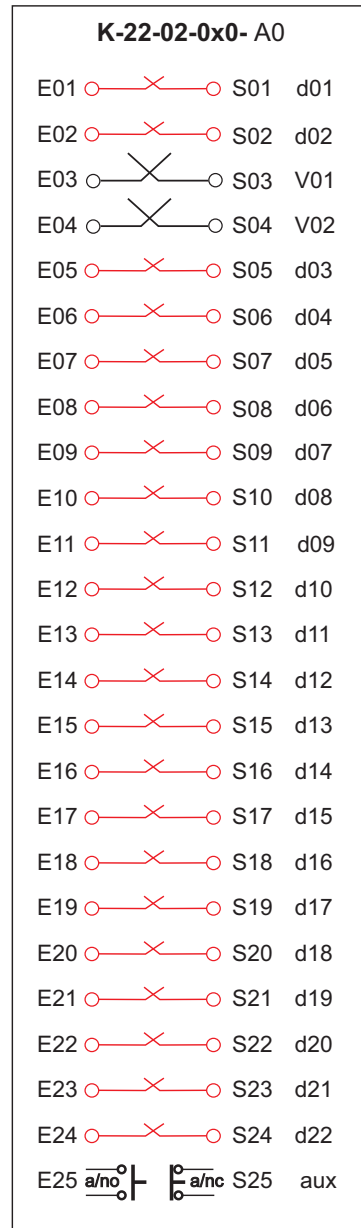 K-22-02-0x0- A0
E01 S01 d01
E02 S02 d02
E03 S03 V01
E04 S04 V02
E05 S05 d03
E06 S06 d04
E07 S07 d05
E08 S08 d06
E09 S09 d07
E10 S10 d08
E11 S11 d09
E12 S12 d10
E13 S13 d11
E14 S14 d12
E15 S15 d13
E16 S16 d14
E17 S17 d15
E18 S18 d16
E19 S19 d17
E20 S20 d18
E21 S21 d19
E22 S22 d20
E23 S23 d21
E24 S24 d22
E25 a/no a/nc S25 aux